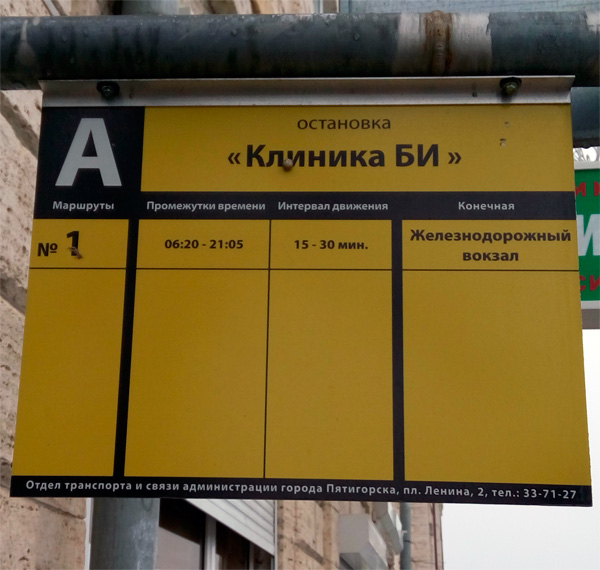 А
остановка
«Клиника БИ»
Маршруты Промежутки времени Интервал движения Конечная
№ 1 06:20 - 21:05 15 - 30 мин. Железнодорожный
вокзал
Отдел транспорта и связи администрации города Пятигорска, пл. Ленина, 2, тел.: 33-71-27